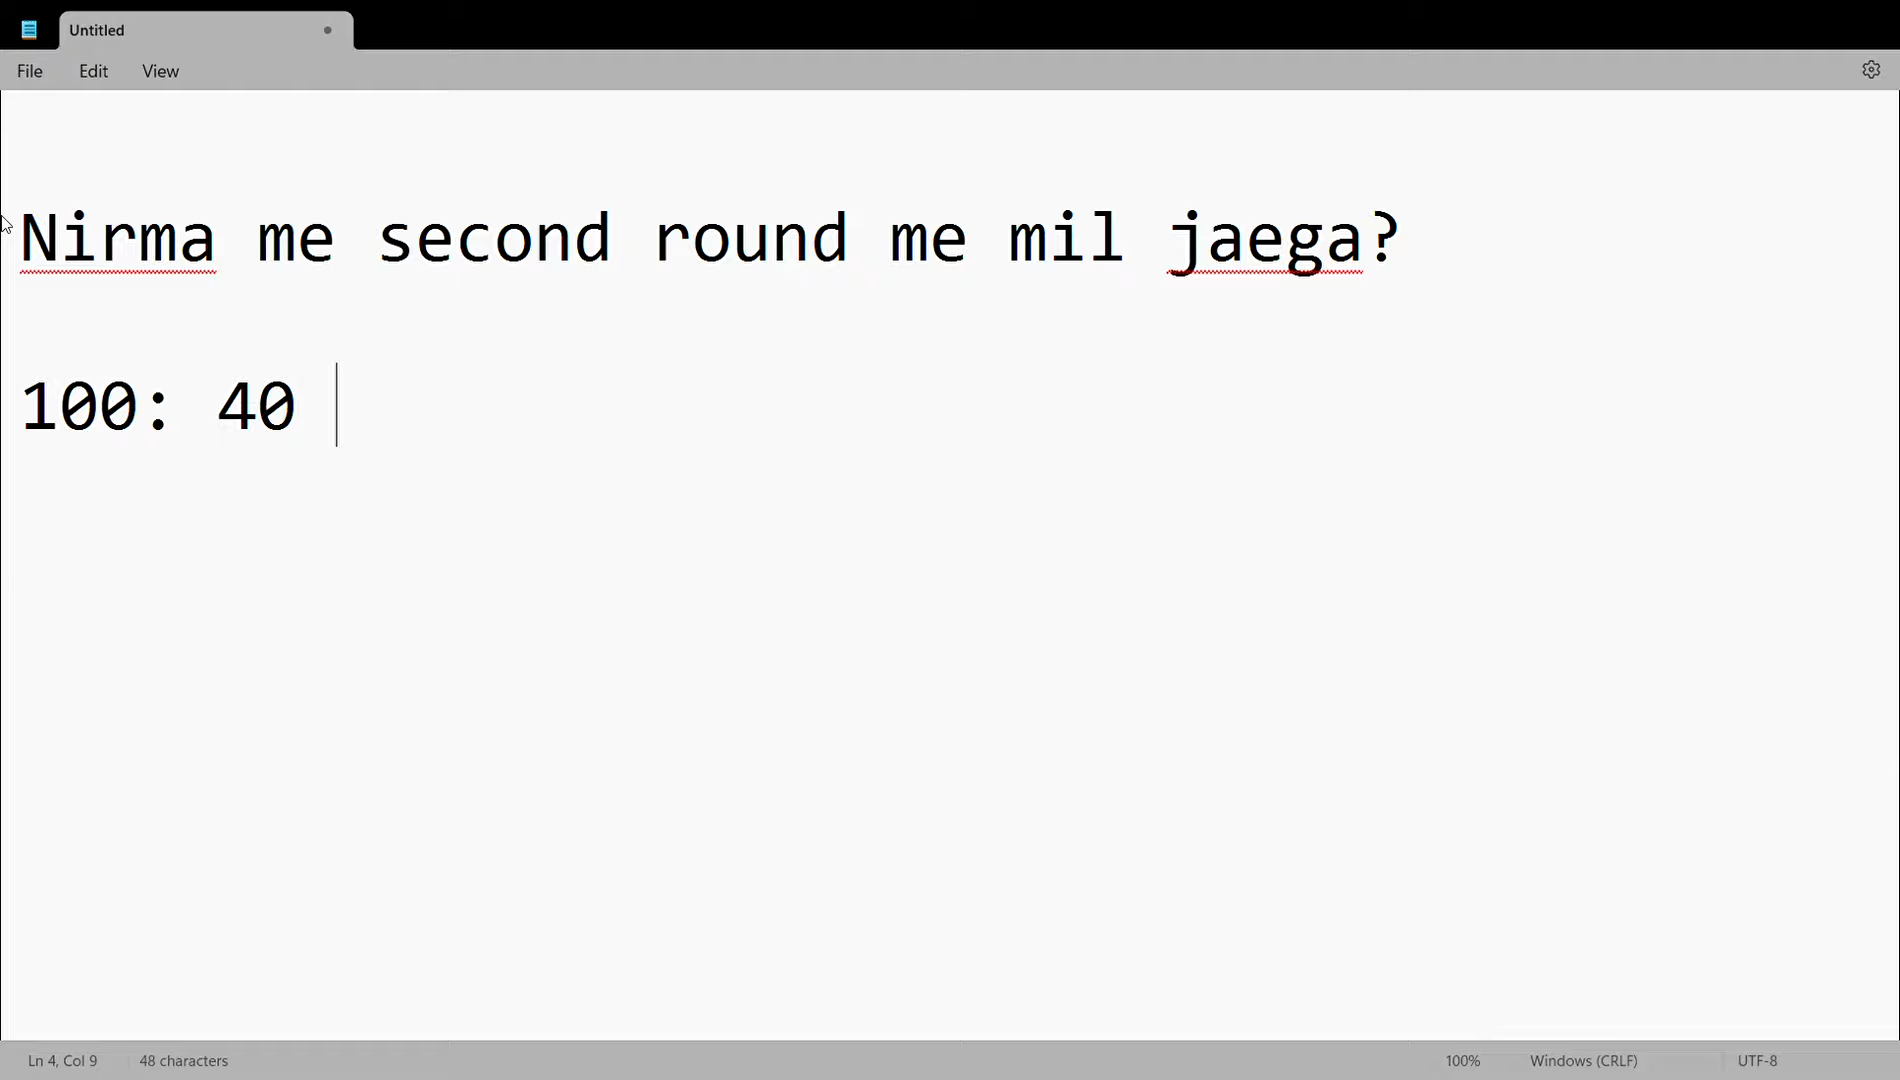 Untitled
File Edit View
Nirma me second round me mil jaega?
100: 40
Ln 4, Col 9 48 characters 100% Windows (CRLF) UTF-8